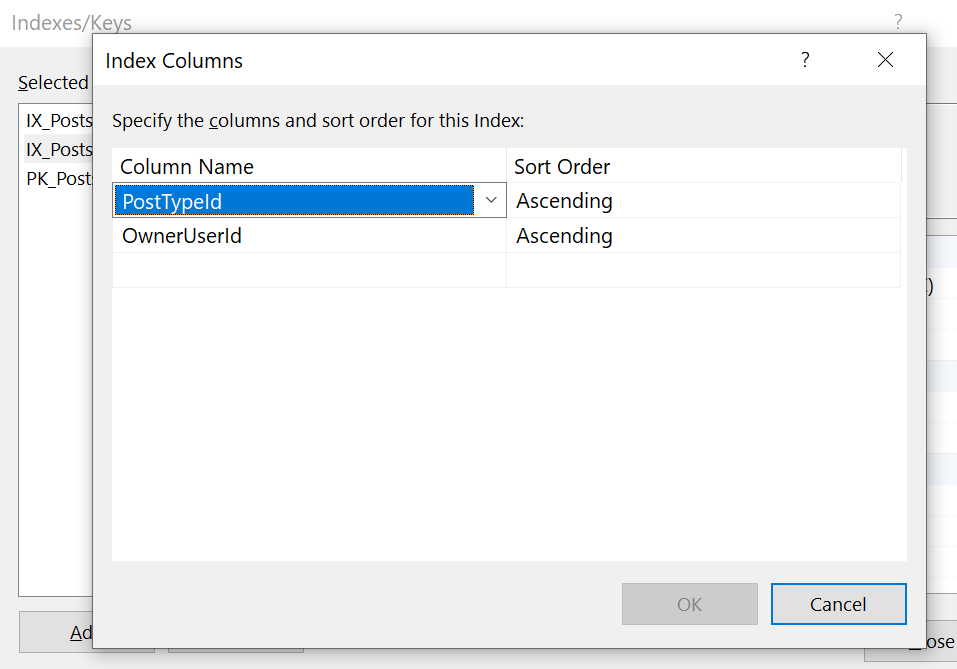 Indexes/Keys ?
Index Columns ?
Selected
Specify the columns and sort order for this Index:
IX_Posts
IX_Posts
PK_Posts
Column Name Sort Order
PostTypeId Ascending
OwnerUserId Ascending
)
OK Cancel
Ad
ose